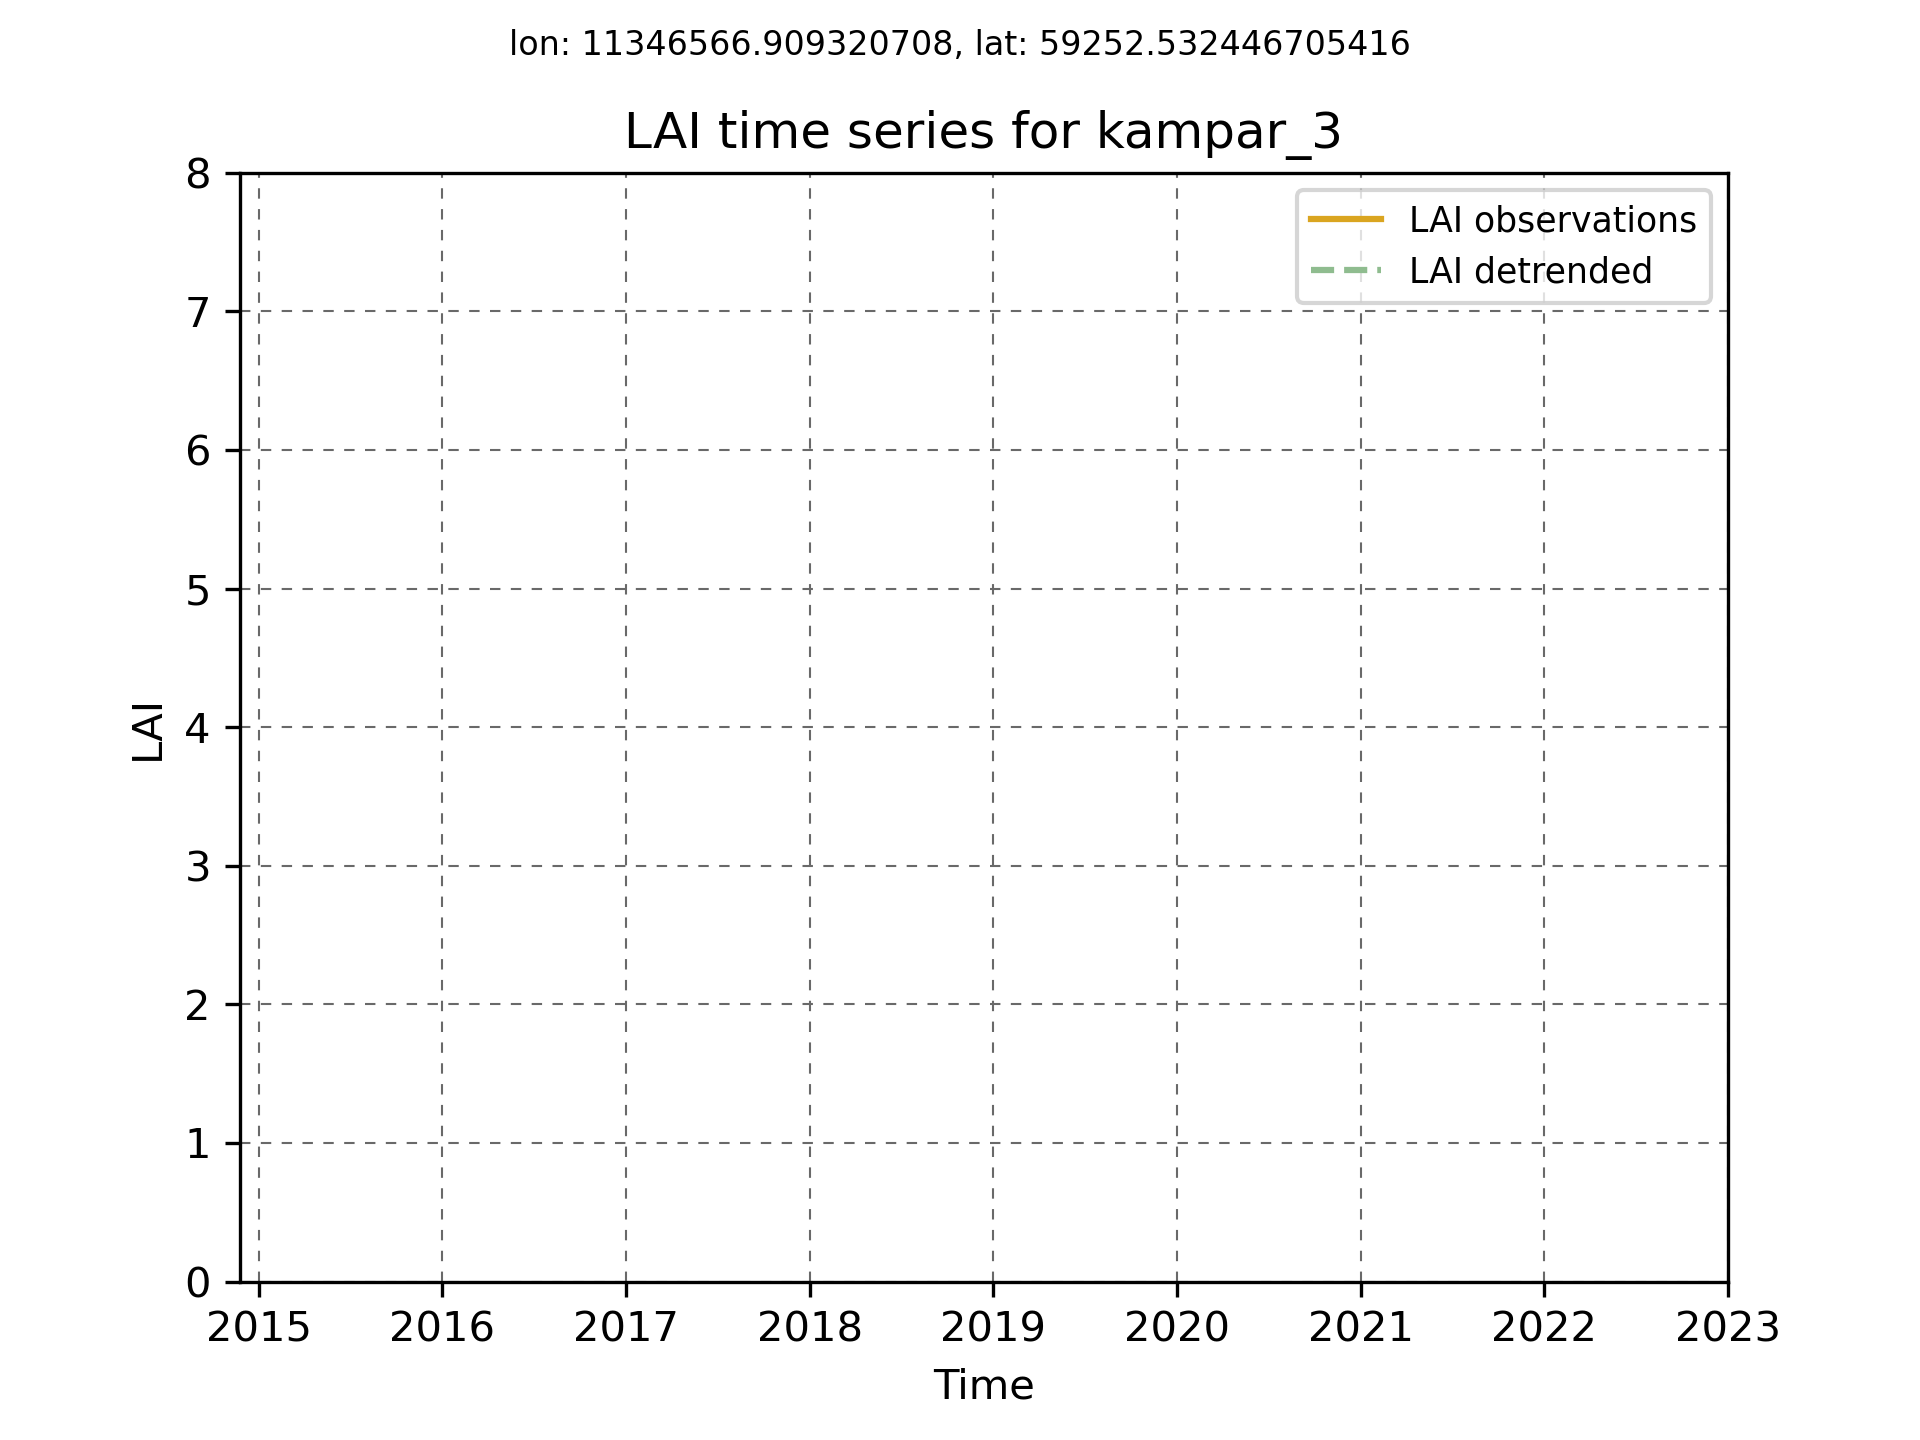 lon: 11346566.909320708, lat: 59252.532446705416
LAI time series for kampar_3
8
7
6
5
4
3
2
1
0
LAI
LAI observations
LAI detrended
2015 2016 2017 2018 2019 2020 2021 2022 2023
Time